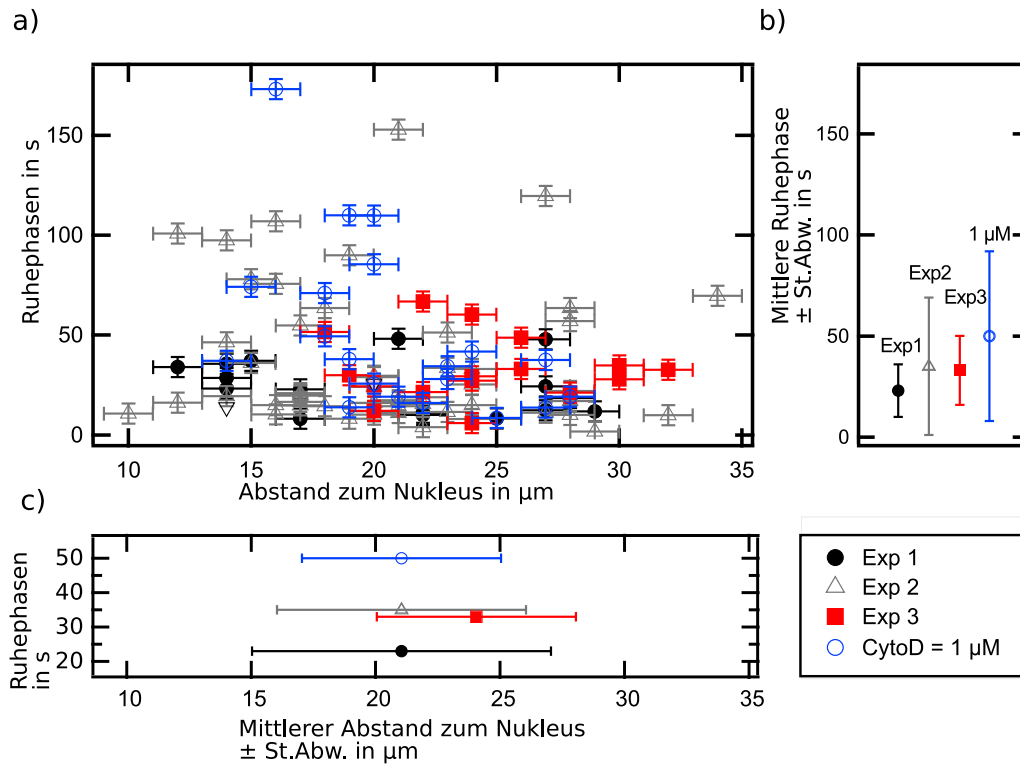 a)
Ruhephasen in s
150
100
50
0
10 15 20 25 30 35
Abstand zum Nukleus in µm
b)
Mittlere Ruhephase
± St.Abw. in s
150
100
50
0
Exp1
Exp2
Exp3
1 µM
c)
Ruhephasen
in s
50
40
30
20
10 15 20 25 30 35
Mittlerer Abstand zum Nukleus
± St.Abw. in µm
Exp 1
Exp 2
Exp 3
CytoD = 1 µM